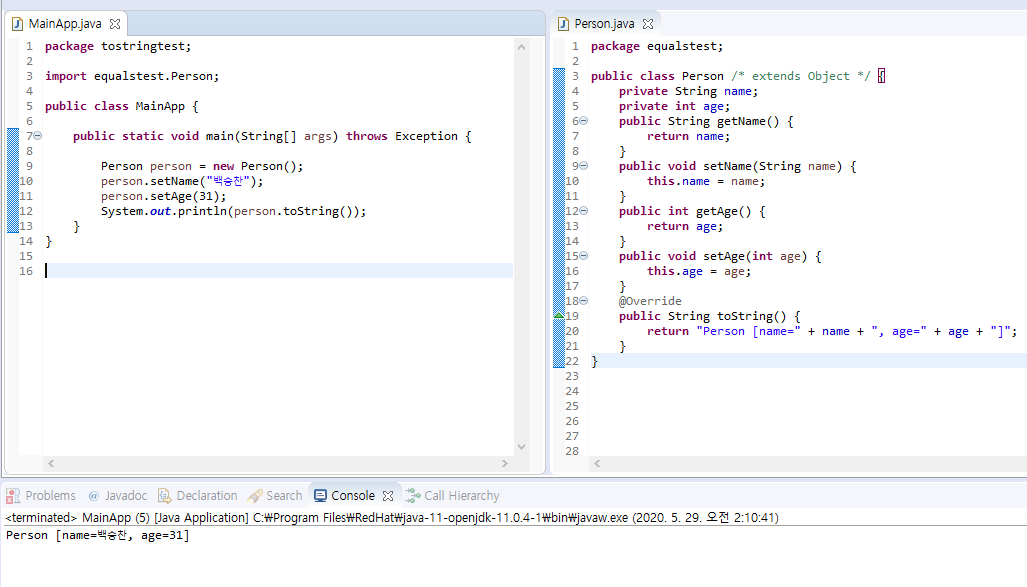 MainApp.java
1 package tostringtest;
2
3 import equalstest.Person;
4
5 public class MainApp {
6
7 public static void main(String[] args) throws Exception {
8
9 Person person = new Person();
10 person.setName("백승찬");
11 person.setAge(31);
12 System.out.println(person.toString());
13 }
14 }
15
16
Person.java
1 package equalstest;
2
3 public class Person /* extends Object */ {
4 private String name;
5 private int age;
6 public String getName() {
7 return name;
8 }
9 public void setName(String name) {
10 this.name = name;
11 }
12 public int getAge() {
13 return age;
14 }
15 public void setAge(int age) {
16 this.age = age;
17 }
18 @Override
19 public String toString() {
20 return "Person [name=" + name + ", age=" + age + "]";
21 }
22 }
23
24
25
26
27
28
Problems @ Javadoc Declaration Search Console Call Hierarchy
<terminated> MainApp (5) [Java Application] C:₩Program Files₩RedHat₩java-11-openjdk-11.0.4-1₩bin₩javaw.exe (2020. 5. 29. 오전 2:10:41)
Person [name=백승찬, age=31]